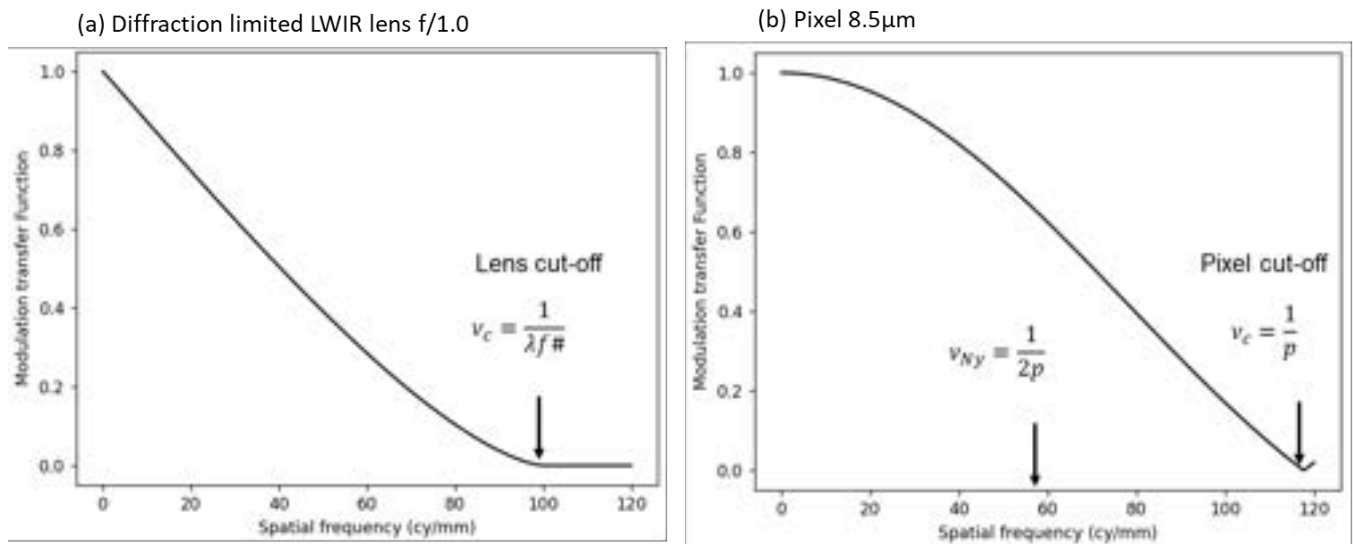 (a) Diffraction limited LWIR lens f/1.0
Modulation transfer Function
1.0
0.8
0.6
0.4
0.2
0.0
Lens cut-off
v_c = 1/(λf#)
0 20 40 60 80 100 120
Spatial frequency (cy/mm)
(b) Pixel 8.5µm
Modulation transfer Function
1.0
0.8
0.6
0.4
0.2
0.0
Pixel cut-off
v_c = 1/p
v_Ny = 1/2p
0 20 40 60 80 100 120
Spatial frequency (cy/mm)